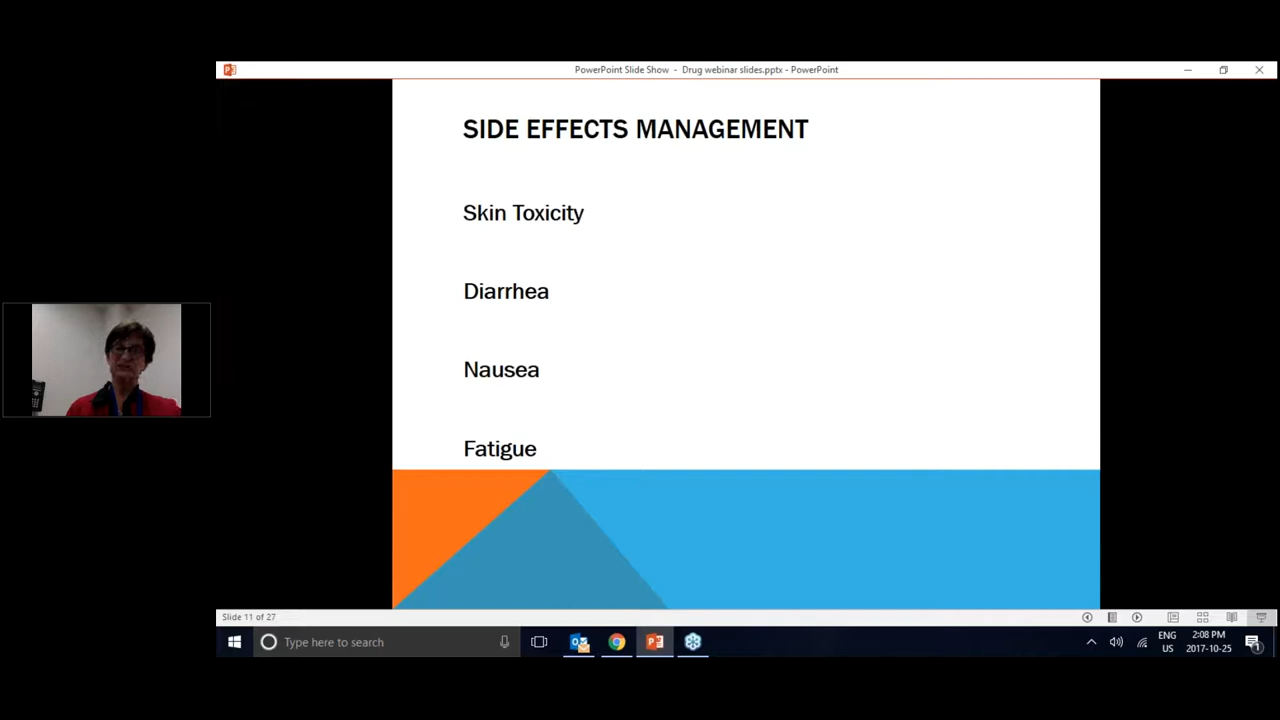 PowerPoint Slide Show - Drug webinar slides.pptx - PowerPoint
SIDE EFFECTS MANAGEMENT
Skin Toxicity
Diarrhea
Nausea
Fatigue
Slide 11 of 27
Type here to search
ENG
US
2:08 PM
2017-10-25
1